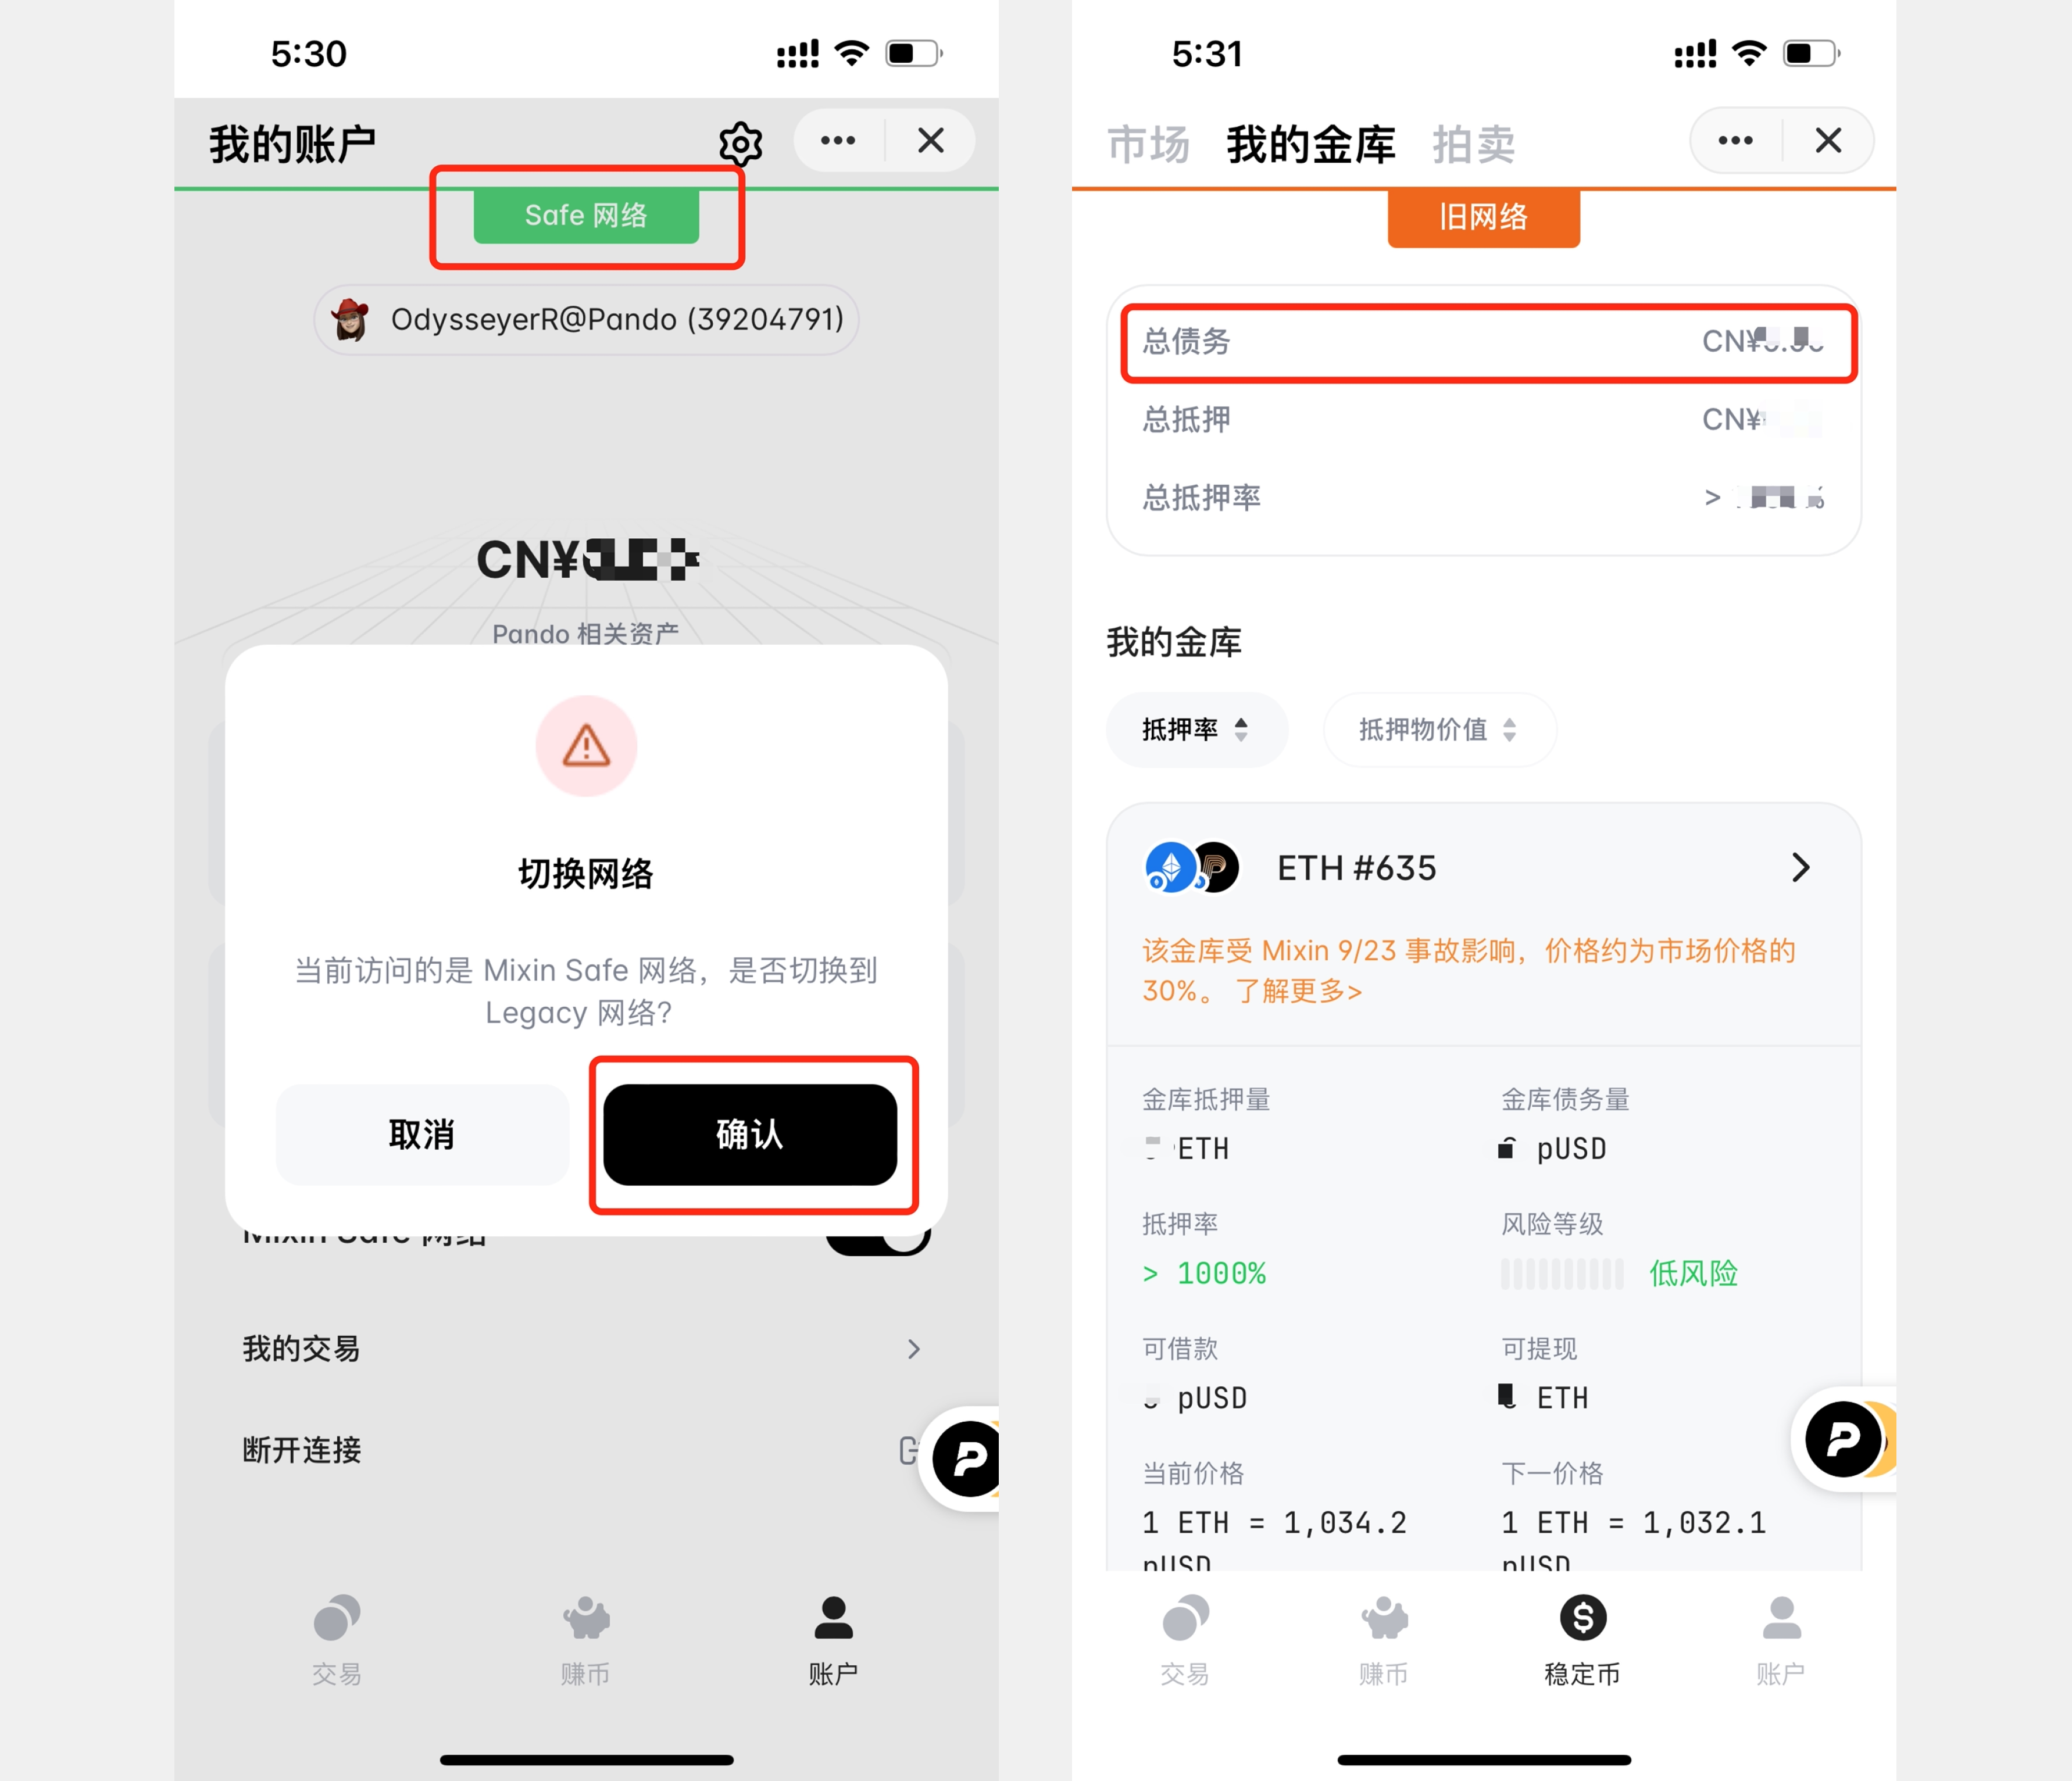 5:30
我的账户
Safe 网络
OdysseyerR@Pando (39204791)
CN¥
Pando 相关资产
切换网络
当前访问的是 Mixin Safe 网络，是否切换到
Legacy 网络?
取消
确认
Mixin Safe 网络
我的交易
断开连接
交易
赚币
账户
5:31
市场
我的金库
拍卖
旧网络
总债务
CN¥
总抵押
CN¥
总抵押率
>
我的金库
抵押率
抵押物价值
ETH #635
该金库受 Mixin 9/23 事故影响，价格约为市场价格的
30%。 了解更多>
金库抵押量
金库债务量
ETH
pUSD
抵押率
风险等级
> 1000%
低风险
可借款
可提现
pUSD
ETH
当前价格
下一价格
1 ETH = 1,034.2
pUSD
1 ETH = 1,032.1
pUSD
交易
赚币
稳定币
账户